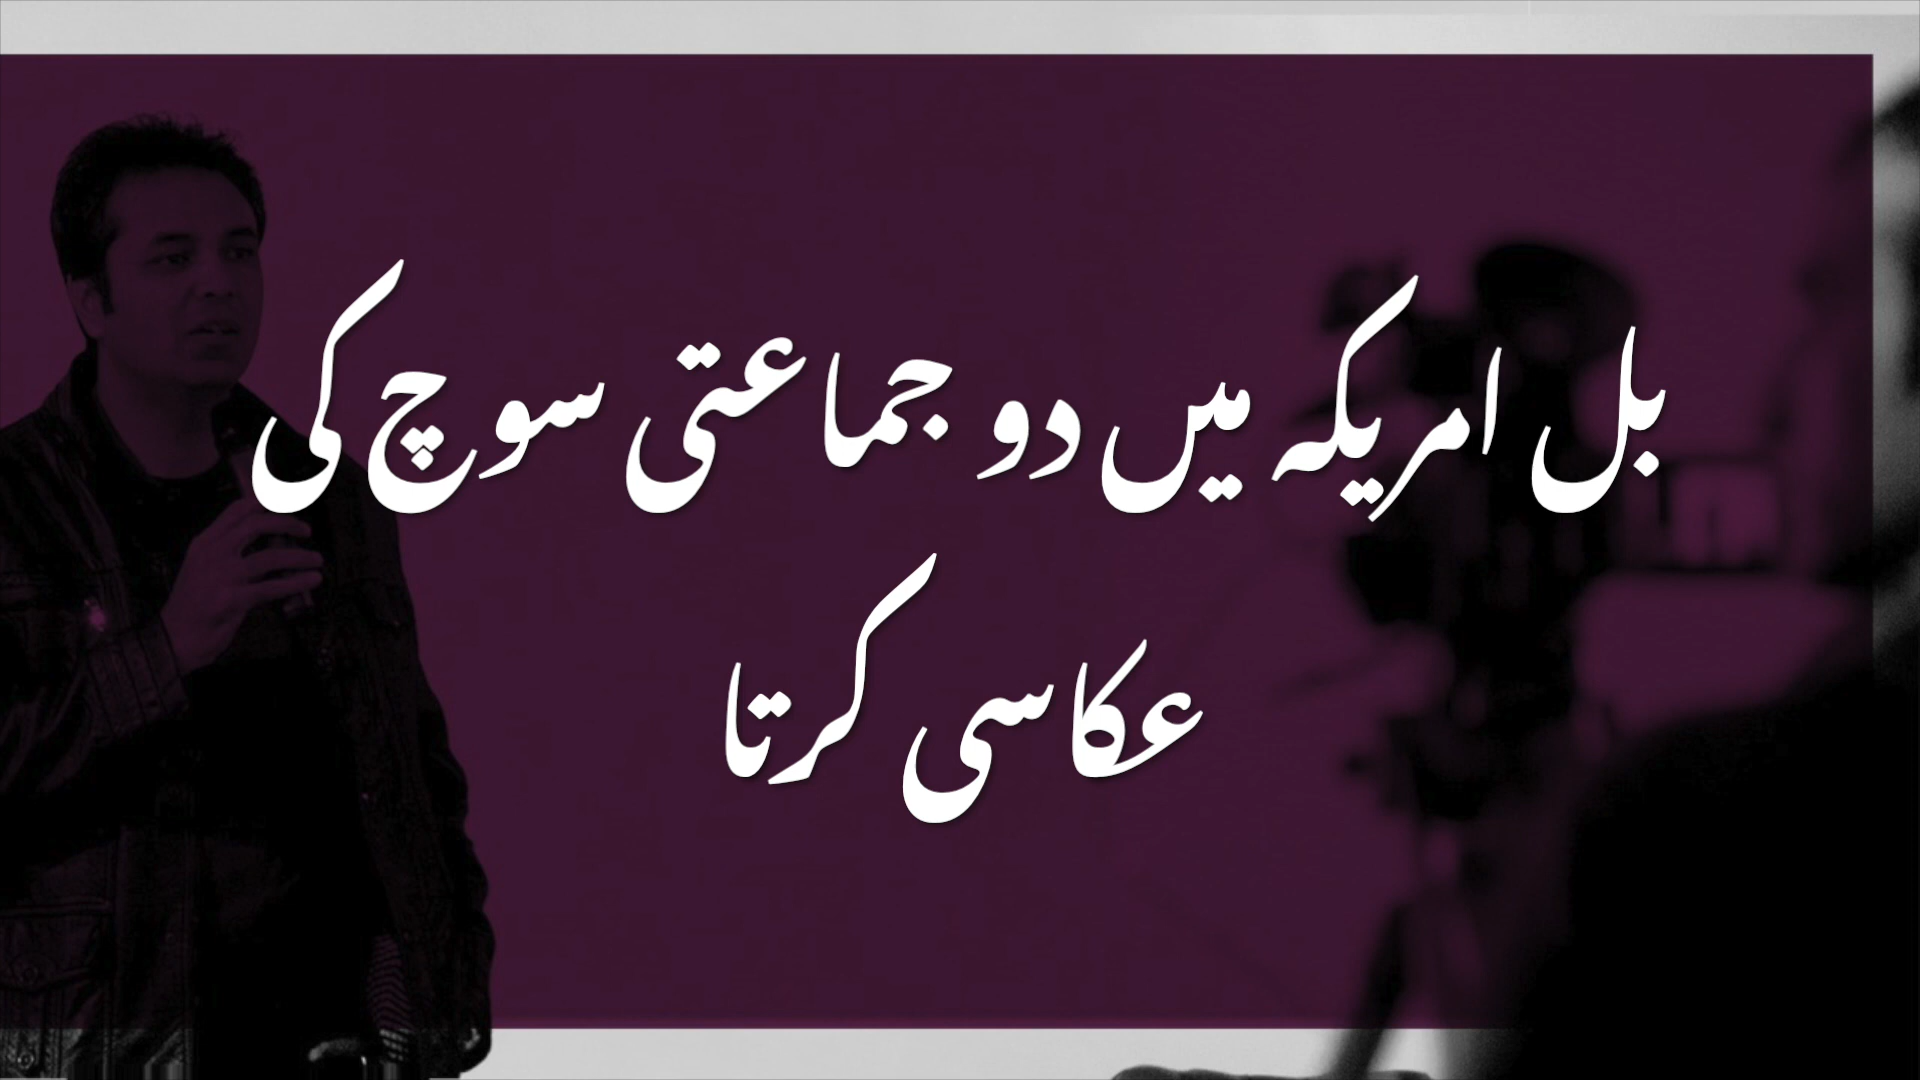 بل امریکہ میں دو جماعتی سوچ کی
عکاسی کرتا